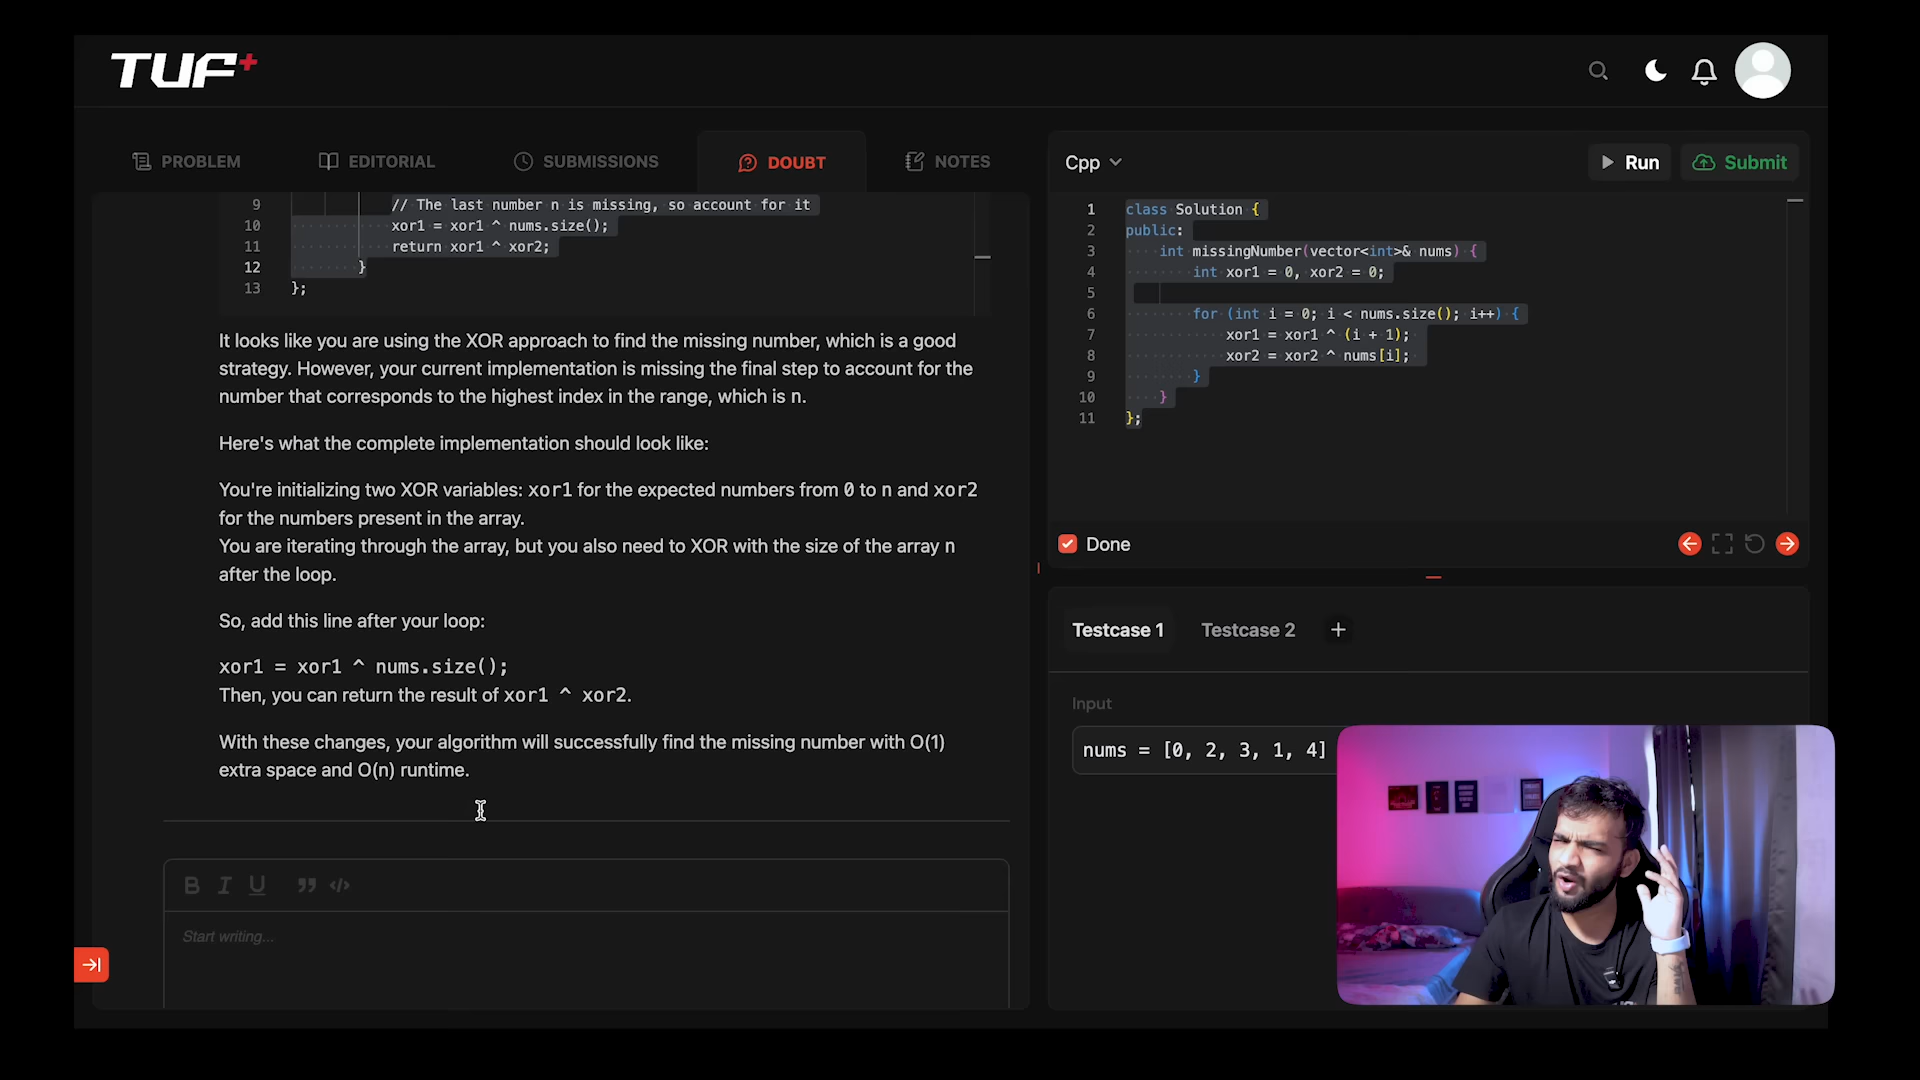 TUF+
PROBLEM
EDITORIAL
SUBMISSIONS
DOUBT
NOTES
9 // The last number n is missing, so account for it
10 xor1 = xor1 ^ nums.size();
11 return xor1 ^ xor2;
12 }
13 };
It looks like you are using the XOR approach to find the missing number, which is a good
strategy. However, your current implementation is missing the final step to account for the
number that corresponds to the highest index in the range, which is n.
Here's what the complete implementation should look like:
You're initializing two XOR variables: xor1 for the expected numbers from 0 to n and xor2
for the numbers present in the array.
You are iterating through the array, but you also need to XOR with the size of the array n
after the loop.
So, add this line after your loop:
xor1 = xor1 ^ nums.size();
Then, you can return the result of xor1 ^ xor2.
With these changes, your algorithm will successfully find the missing number with O(1)
extra space and O(n) runtime.
B I U
Start writing...
Cpp
Run
Submit
1 class Solution {
2 public:
3 int missingNumber(vector<int>& nums) {
4 int xor1 = 0, xor2 = 0;
5
6 for (int i = 0; i < nums.size(); i++) {
7 xor1 = xor1 ^ (i + 1);
8 xor2 = xor2 ^ nums[i];
9 }
10 }
11 };
Done
Testcase 1
Testcase 2
+
Input
nums = [0, 2, 3, 1, 4]